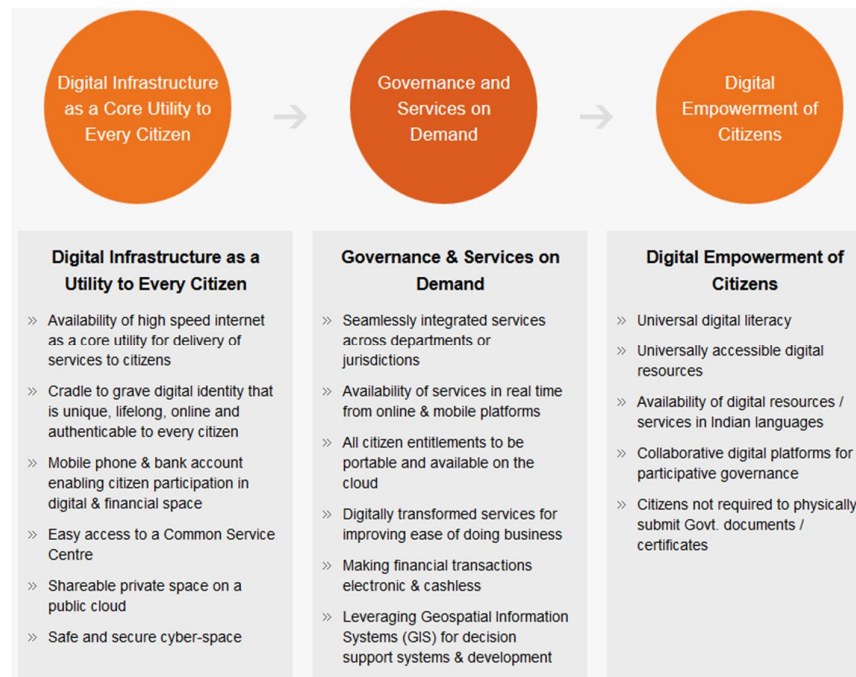 Digital Infrastructure
as a Core Utility to
Every Citizen
Governance and
Services on
Demand
Digital
Empowerment of
Citizens
Digital Infrastructure as a
Utility to Every Citizen
» Availability of high speed internet
as a core utility for delivery of
services to citizens
» Cradle to grave digital identity that
is unique, lifelong, online and
authenticable to every citizen
» Mobile phone & bank account
enabling citizen participation in
digital & financial space
» Easy access to a Common Service
Centre
» Shareable private space on a
public cloud
» Safe and secure cyber-space
Governance & Services on
Demand
» Seamlessly integrated services
across departments or
jurisdictions
» Availability of services in real time
from online & mobile platforms
» All citizen entitlements to be
portable and available on the
cloud
» Digitally transformed services for
improving ease of doing business
» Making financial transactions
electronic & cashless
» Leveraging Geospatial Information
Systems (GIS) for decision
support systems & development
Digital Empowerment of
Citizens
» Universal digital literacy
» Universally accessible digital
resources
» Availability of digital resources /
services in Indian languages
» Collaborative digital platforms for
participative governance
» Citizens not required to physically
submit Govt. documents /
certificates